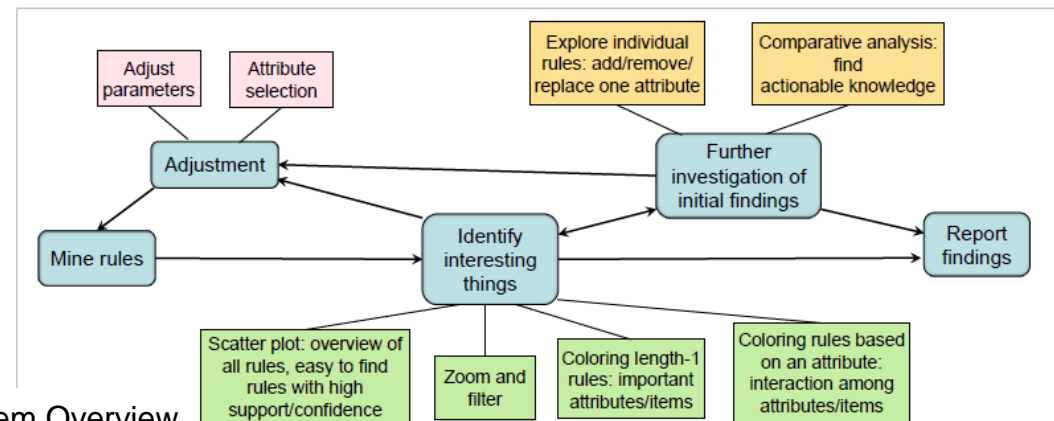 Adjust
parameters
Attribute
selection
Explore individual
rules: add/remove/
replace one attribute
Comparative analysis:
find
actionable knowledge
Adjustment
Further
investigation of
initial findings
Mine rules
Identify
interesting
things
Report
findings
Scatter plot: overview of
all rules, easy to find
rules with high
support/confidence
Zoom and
filter
Coloring length-1
rules: important
attributes/items
Coloring rules based
on an attribute:
interaction among
attributes/items
Overview